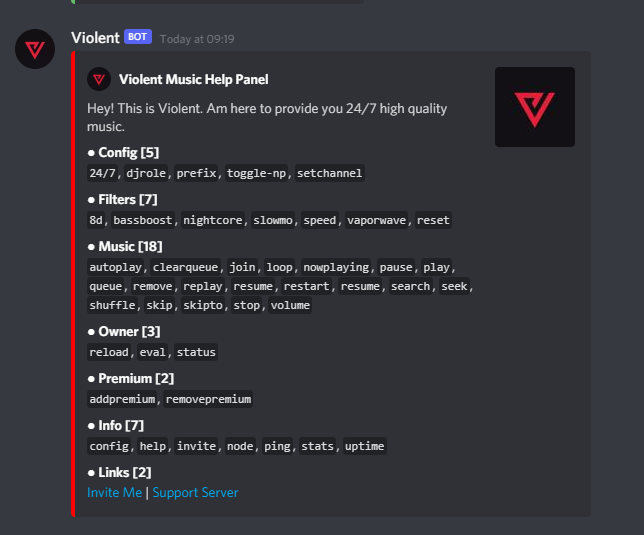 Violent BOT Today at 09:19
Violent Music Help Panel
Hey! This is Violent. Am here to provide you 24/7 high quality
music.
● Config [5]
24/7, djrole, prefix, toggle-np, setchannel
● Filters [7]
8d, bassboost, nightcore, slowmo, speed, vaporwave, reset
● Music [18]
autoplay, clearqueue, join, loop, nowplaying, pause, play,
queue, remove, replay, resume, restart, resume, search, seek,
shuffle, skip, skipto, stop, volume
● Owner [3]
reload, eval, status
● Premium [2]
addpremium, removepremium
● Info [7]
config, help, invite, node, ping, stats, uptime
● Links [2]
Invite Me | Support Server